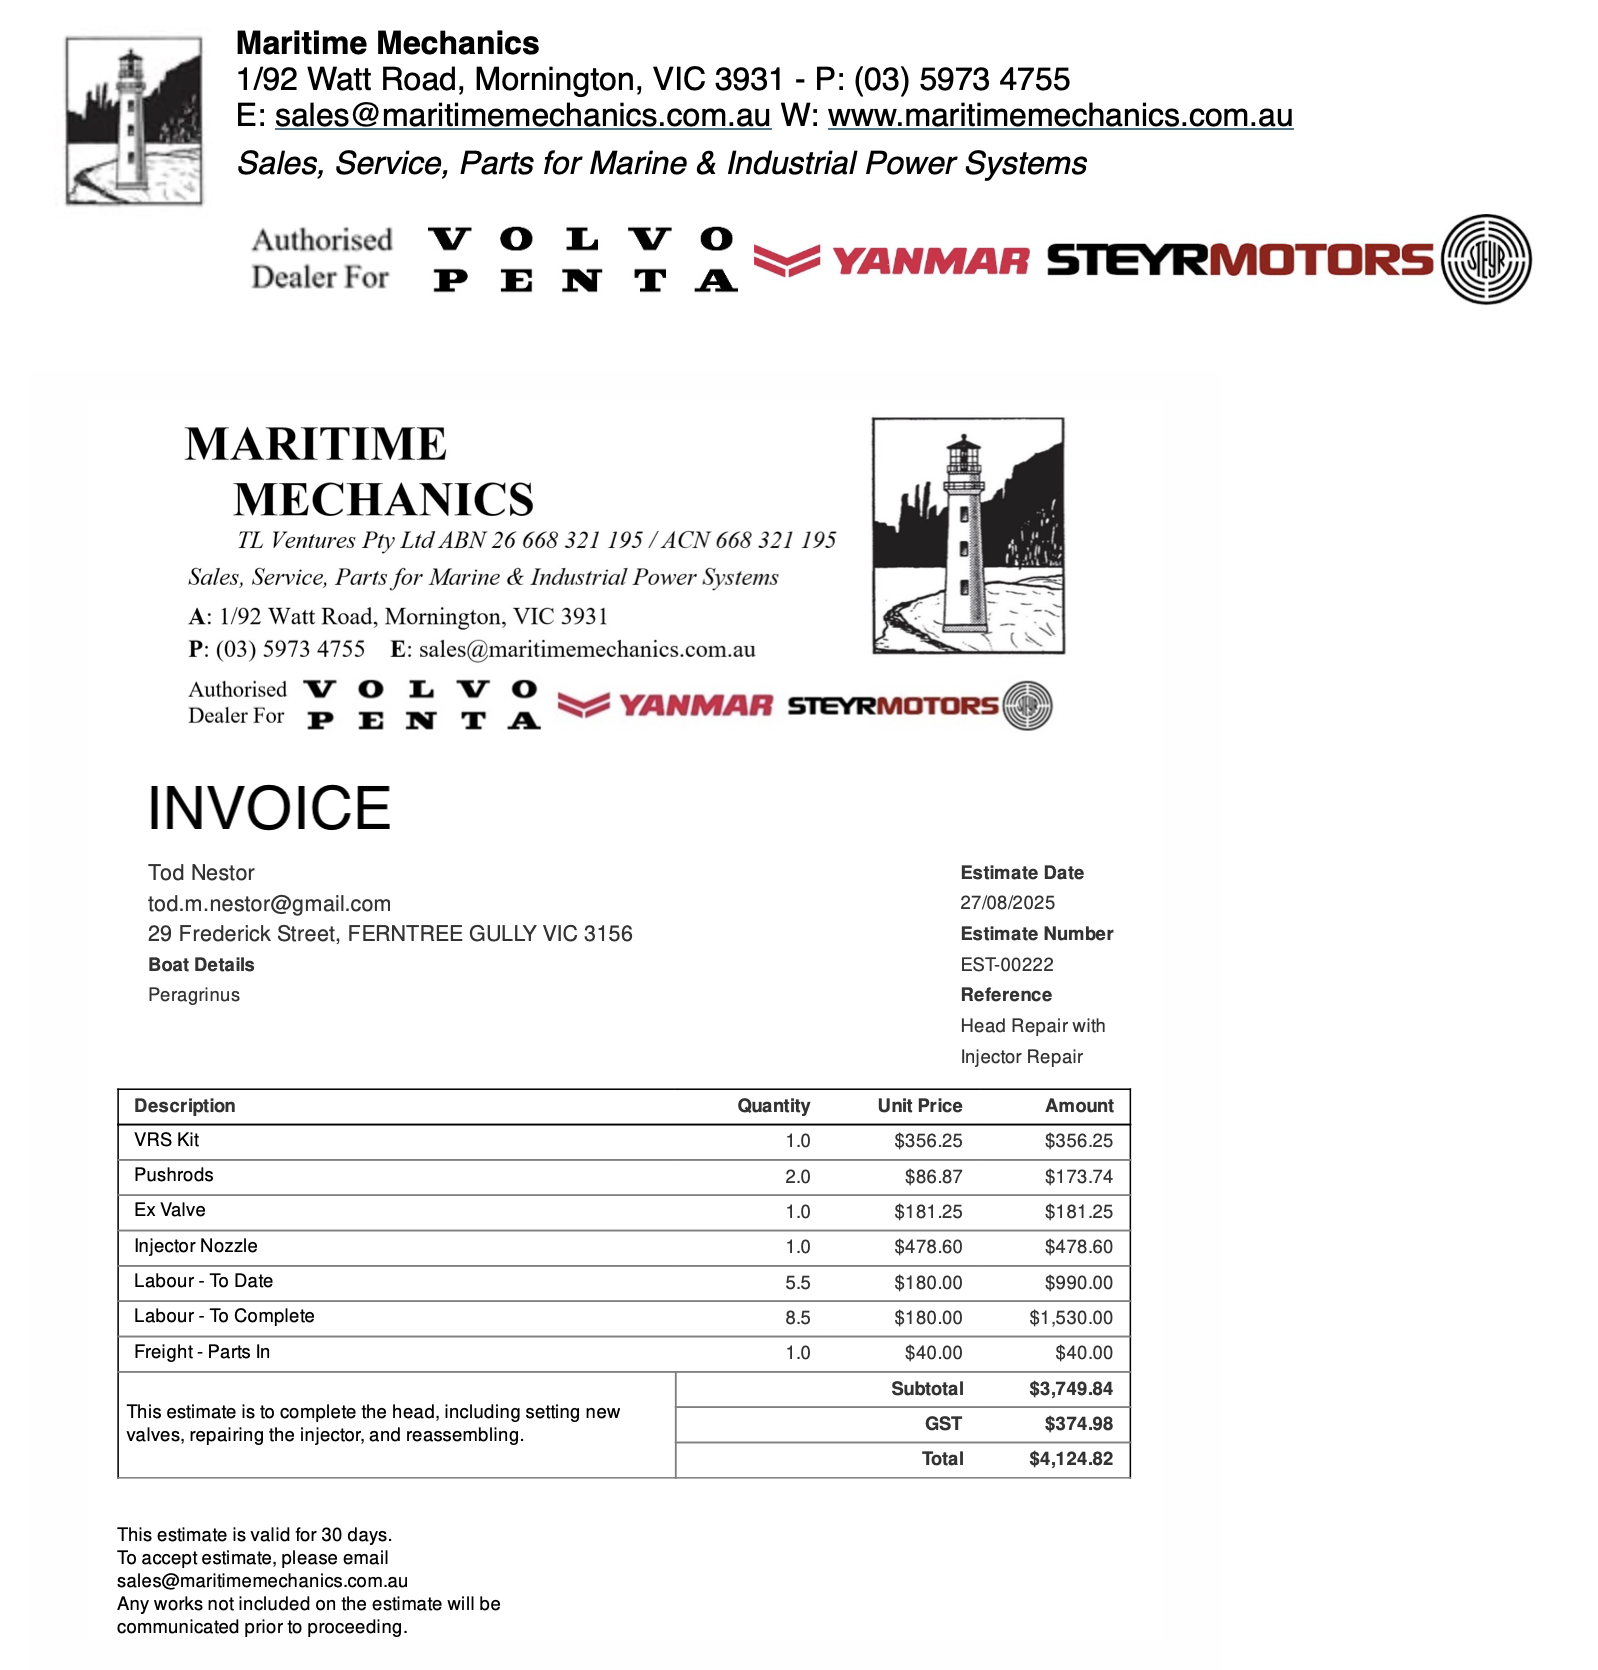 Maritime Mechanics
1/92 Watt Road, Mornington, VIC 3931 - P: (03) 5973 4755
E: sales@maritimemechanics.com.au W: www.maritimemechanics.com.au
Sales, Service, Parts for Marine & Industrial Power Systems
Authorised Dealer For VOLVO PENTA YANMAR STEYRMOTORS STEYR
MARITIME
MECHANICS
TL Ventures Pty Ltd ABN 26 668 321 195 / ACN 668 321 195
Sales, Service, Parts for Marine & Industrial Power Systems
A: 1/92 Watt Road, Mornington, VIC 3931
P: (03) 5973 4755 E: sales@maritimemechanics.com.au
Authorised Dealer For VOLVO PENTA YANMAR STEYRMOTORS STEYR
INVOICE
Tod Nestor
tod.m.nestor@gmail.com
29 Frederick Street, FERNTREE GULLY VIC 3156
Boat Details
Peragrinus
Estimate Date
27/08/2025
Estimate Number
EST-00222
Reference
Head Repair with
Injector Repair
Description Quantity Unit Price Amount
VRS Kit 1.0 $356.25 $356.25
Pushrods 2.0 $86.87 $173.74
Ex Valve 1.0 $181.25 $181.25
Injector Nozzle 1.0 $478.60 $478.60
Labour - To Date 5.5 $180.00 $990.00
Labour - To Complete 8.5 $180.00 $1,530.00
Freight - Parts In 1.0 $40.00 $40.00
This estimate is to complete the head, including setting new
valves, repairing the injector, and reassembling.
Subtotal $3,749.84
GST $374.98
Total $4,124.82
This estimate is valid for 30 days.
To accept estimate, please email
sales@maritimemechanics.com.au
Any works not included on the estimate will be
communicated prior to proceeding.